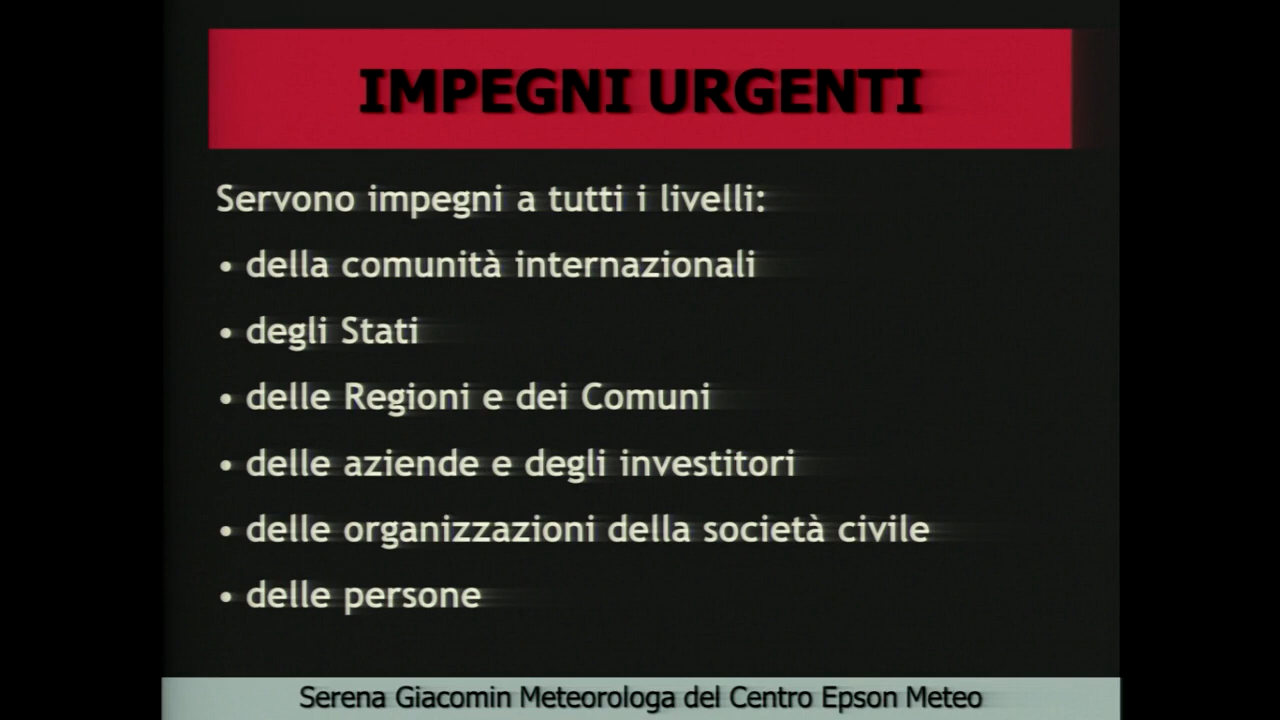 IMPEGNI URGENTI
Servono impegni a tutti i livelli:
• della comunità internazionali
• degli Stati
• delle Regioni e dei Comuni
• delle aziende e degli investitori
• delle organizzazioni della società civile
• delle persone
Serena Giacomin Meteorologa del Centro Epson Meteo